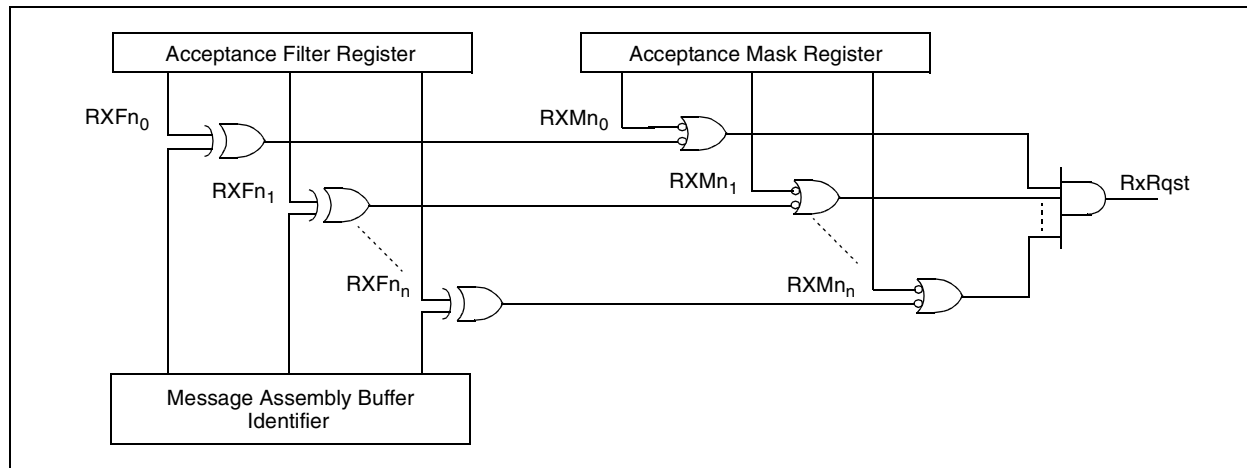 Acceptance Filter Register
Acceptance Mask Register
RXFn0
RXMn0
RXFn1
RXMn1
RxRqst
RXFnn
RXMnn
Message Assembly Buffer
Identifier